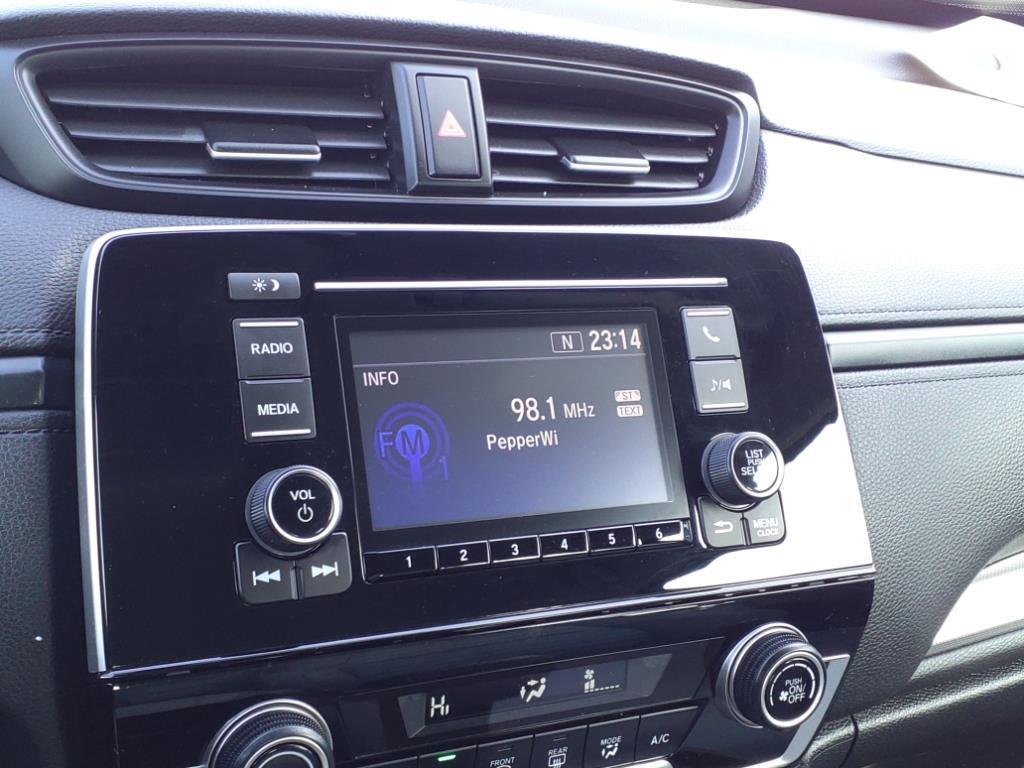 RADIO
MEDIA
VOL
N 23:14
INFO
98.1 MHz
ST
TEXT
PepperWi
FM
1
1 2 3 4 5 6
LIST
PUSH
MENU
CLOCK
Hi
PUSH
ON/
OFF
FRONT
REAR
MODE
A/C